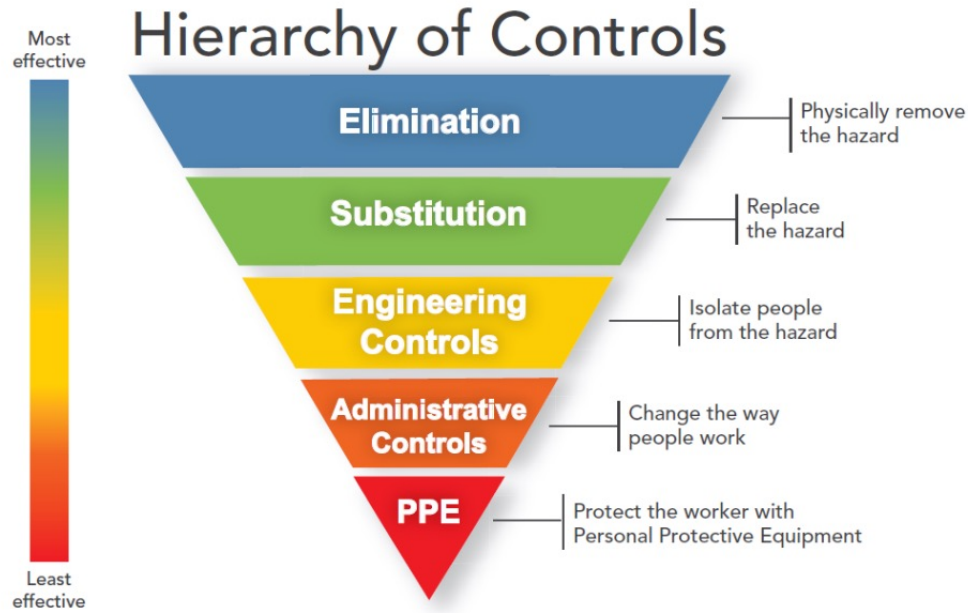 Hierarchy of Controls
Most
effective
Elimination
Physically remove
the hazard
Substitution
Replace
the hazard
Engineering
Controls
Isolate people
from the hazard
Administrative
Controls
Change the way
people work
PPE
Protect the worker with
Personal Protective Equipment
Least
effective